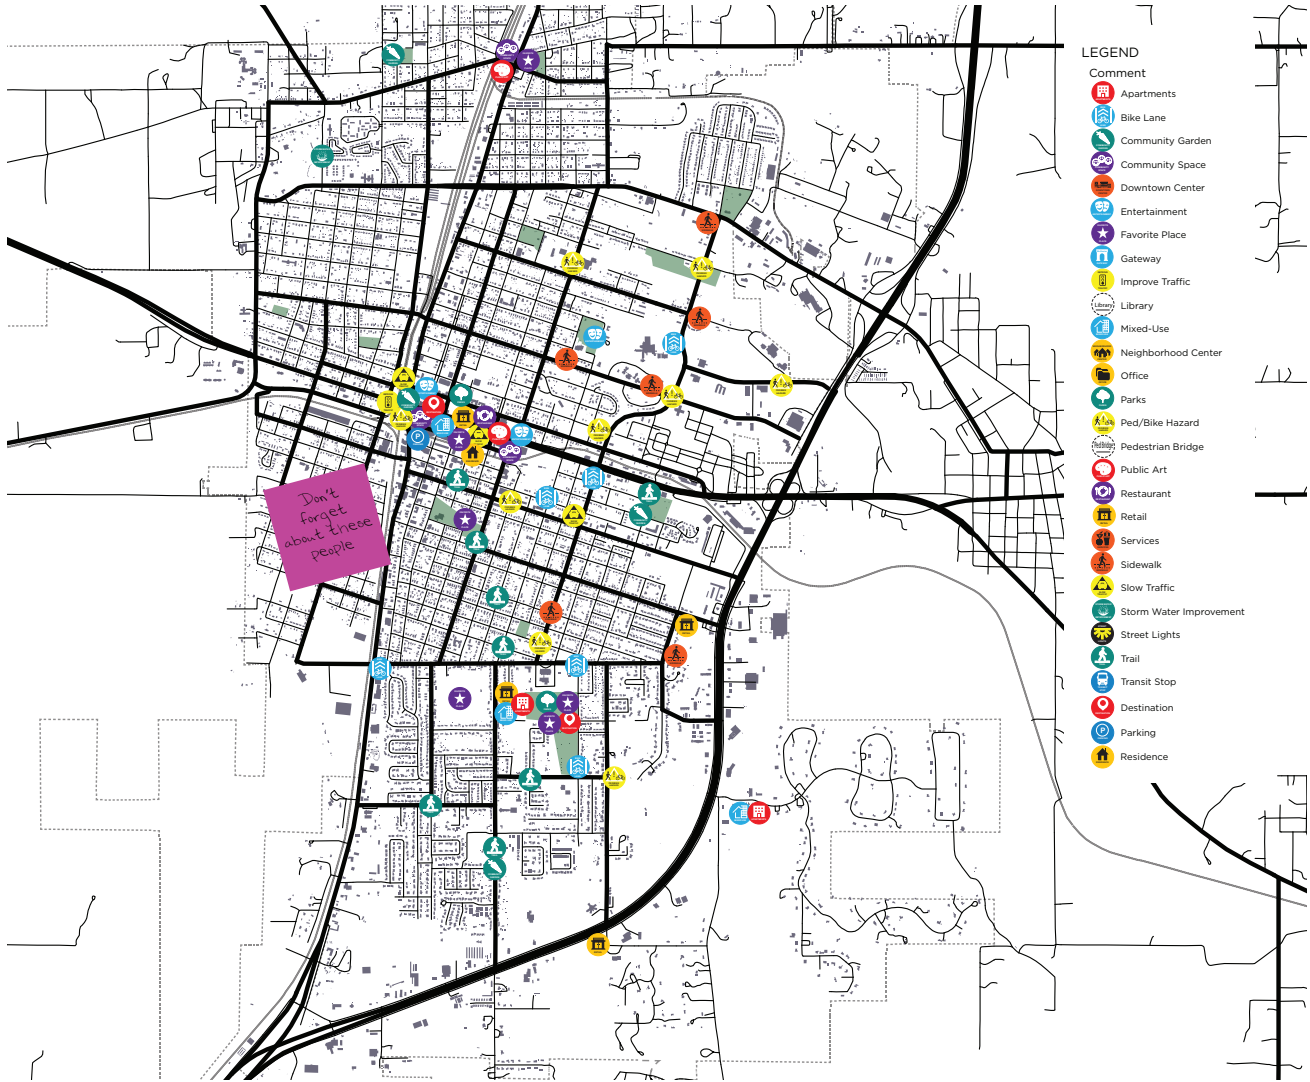 LEGEND
Comment
Apartments
Bike Lane
Community Garden
Community Space
Downtown Center
Entertainment
Favorite Place
Gateway
Improve Traffic
Library
Library
Mixed-Use
Neighborhood Center
Office
Parks
Ped/Bike Hazard
Pedestrian Bridge
Public Art
Restaurant
Retail
Services
Sidewalk
Slow Traffic
Storm Water Improvement
Street Lights
Trail
Transit Stop
Destination
P
Parking
Residence
Don't
forget
about these
people
P